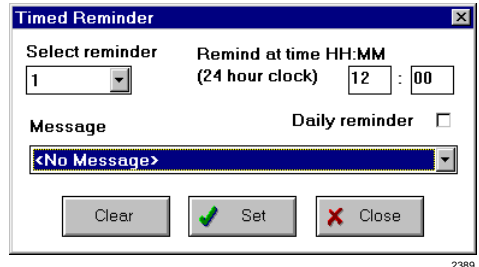 Timed Reminder
Select reminder
Remind at time HH:MM
(24 hour clock)
1
12 : 00
Daily reminder
Message
<No Message>
Clear
Set
Close
2389